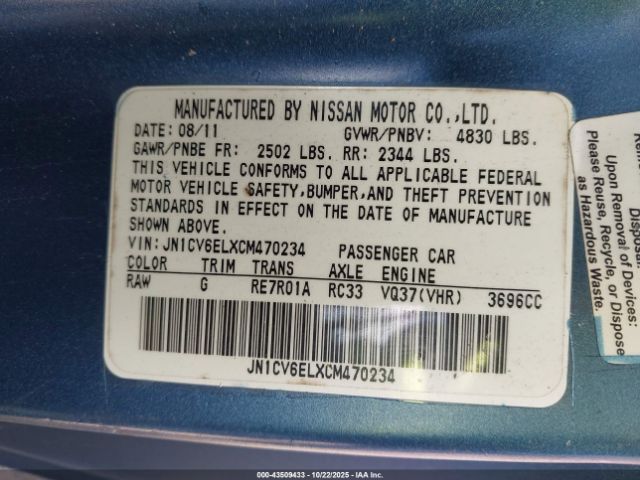 MANUFACTURED BY NISSAN MOTOR CO.,LTD.
DATE: 08/11 GVWR/PNBV: 4830 LBS.
GAWR/PNBE FR: 2502 LBS. RR: 2344 LBS.
THIS VEHICLE CONFORMS TO ALL APPLICABLE FEDERAL
MOTOR VEHICLE SAFETY,BUMPER,AND THEFT PREVENTION
STANDARDS IN EFFECT ON THE DATE OF MANUFACTURE
SHOWN ABOVE.
VIN: JN1CV6ELXCM470234 PASSENGER CAR
COLOR TRIM TRANS AXLE ENGINE
RAW G RE7R01A RC33 VQ37(VHR) 3696CC
JN1CV6ELXCM470234
Upon Removal of Devices:
Please Reuse, Recycle, or Dispose
as Hazardous Waste.
00-43509433 - 10/22/2025 - IAAI. Inc.